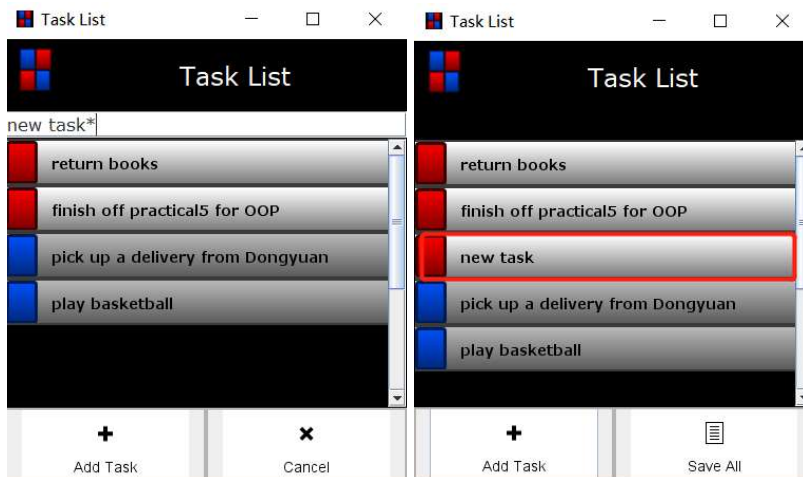 Task List
Task List
new task*
return books
finish off practical5 for OOP
pick up a delivery from Dongyuan
play basketball
Add Task
Cancel
Task List
Task List
return books
finish off practical5 for OOP
new task
pick up a delivery from Dongyuan
play basketball
Add Task
Save All